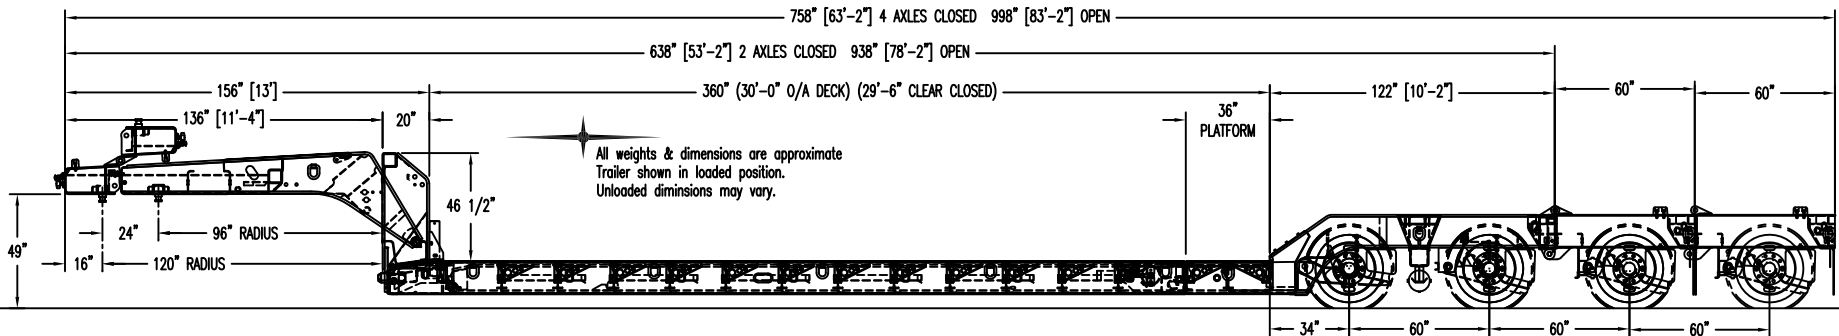 758" [63'-2"] 4 AXLES CLOSED 998" [83'-2"] OPEN
638" [53'-2"] 2 AXLES CLOSED 938" [78'-2"] OPEN
156" [13']
360" (30'-0" O/A DECK) (29'-6" CLEAR CLOSED)
122" [10'-2"]
60"
60"
136" [11'-4"]
20"
36"
PLATFORM
All weights & dimensions are approximate
Trailer shown in loaded position.
Unloaded diminsions may vary.
46 1/2"
49"
24"
96" RADIUS
16"
120" RADIUS
34"
60"
60"
60"